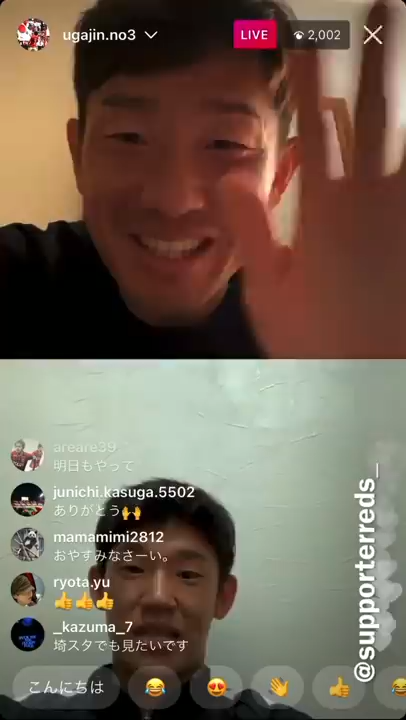 ugajin.no3
LIVE
2,002
areare39
明日もやって
junichi.kasuga.5502
ありがとう🙌
mamamimi2812
おやすみなさーい。
ryota.yu
👍👍👍
_kazuma_7
埼スタでも見たいです
@supporterreds_
こんにちは